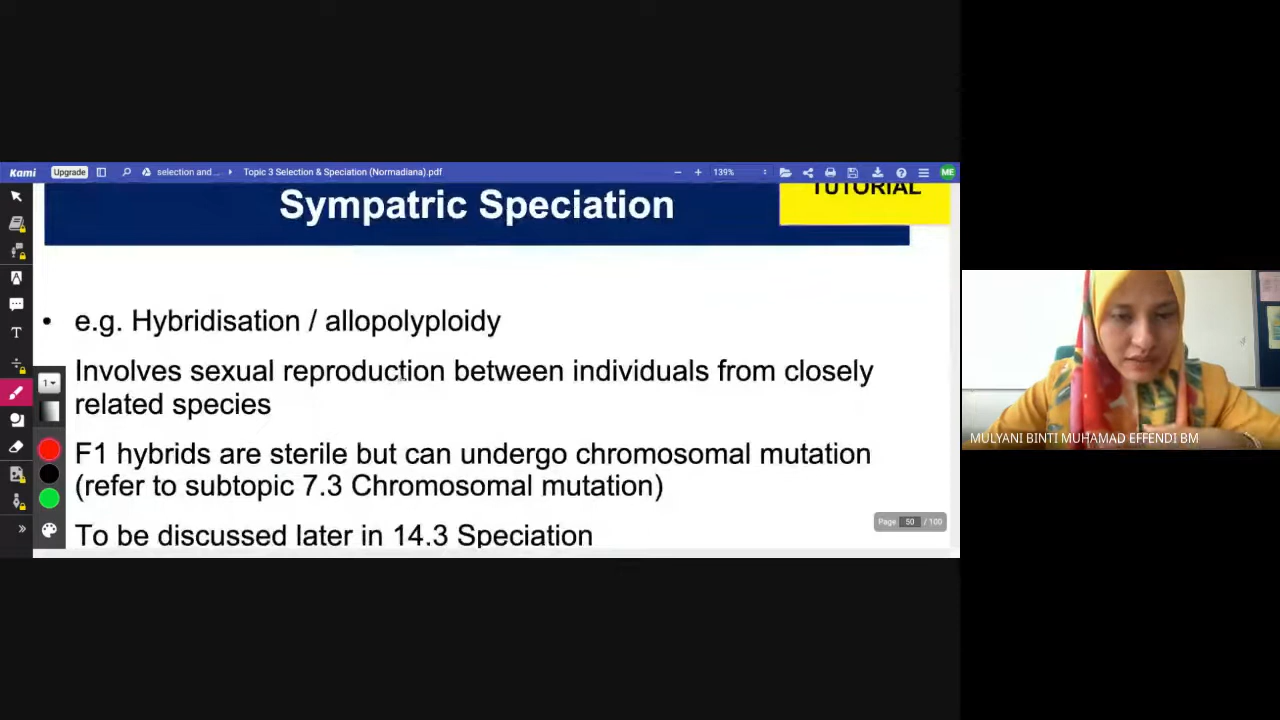 Kami
Upgrade
selection and ...
Topic 3 Selection & Speciation (Normadiana).pdf
139%
ME
Sympatric Speciation
TUTORIAL
• e.g. Hybridisation / allopolyploidy
Involves sexual reproduction between individuals from closely
related species
F1 hybrids are sterile but can undergo chromosomal mutation
(refer to subtopic 7.3 Chromosomal mutation)
To be discussed later in 14.3 Speciation
1
Page 50 / 100
MULYANI BINTI MUHAMAD EFFENDI BM